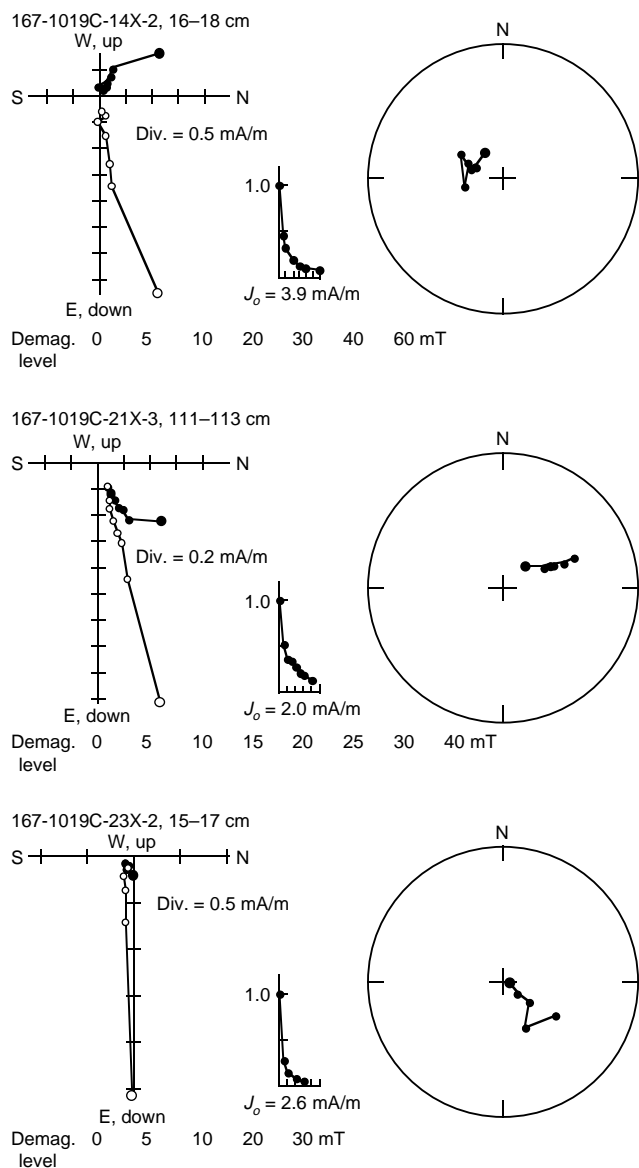 167-1019C-14X-2, 16–18 cm
W, up
N
S
N
Div. = 0.5 mA/m
1.0
E, down
Jo = 3.9 mA/m
Demag. level 0 5 10 20 30 40 60 mT
167-1019C-21X-3, 111–113 cm
W, up
N
S
N
Div. = 0.2 mA/m
1.0
E, down
Jo = 2.0 mA/m
Demag. level 0 5 10 15 20 25 30 40 mT
167-1019C-23X-2, 15–17 cm
W, up
N
S
N
Div. = 0.5 mA/m
1.0
E, down
Jo = 2.6 mA/m
Demag. level 0 5 10 20 30 mT